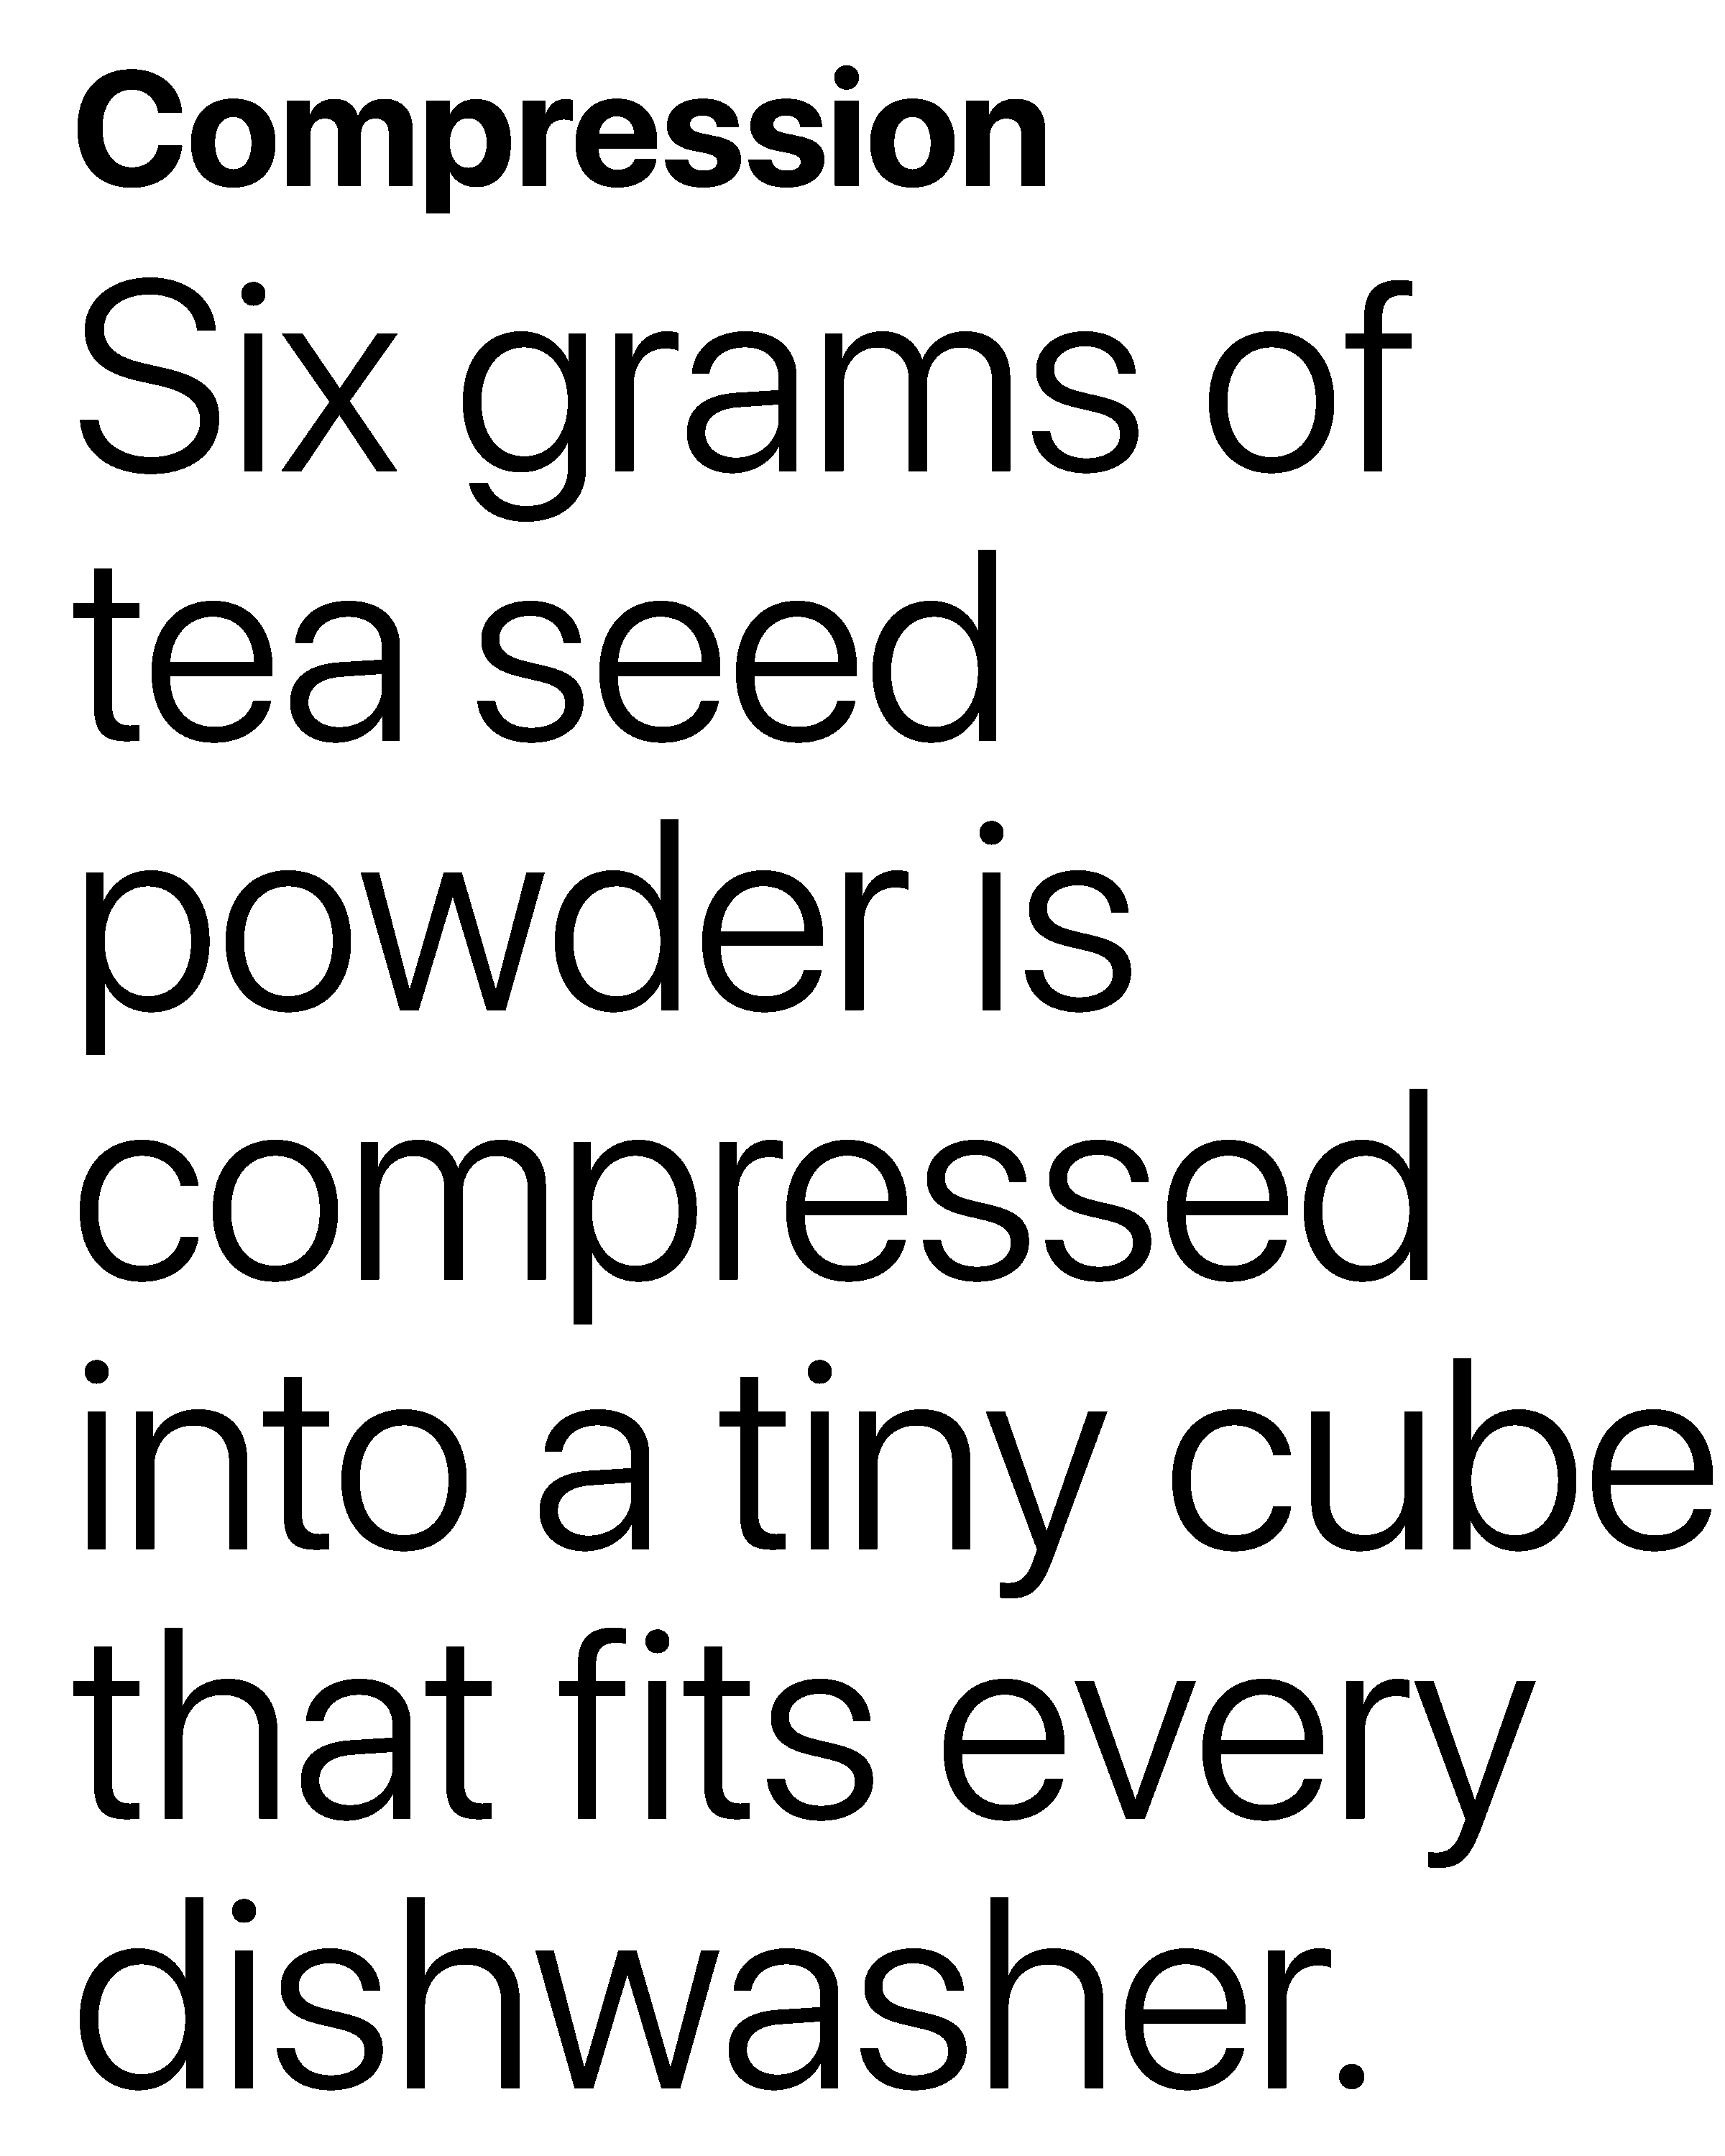 Compression
Six grams of
tea seed
powder is
compressed
into a tiny cube
that fits every
dishwasher.